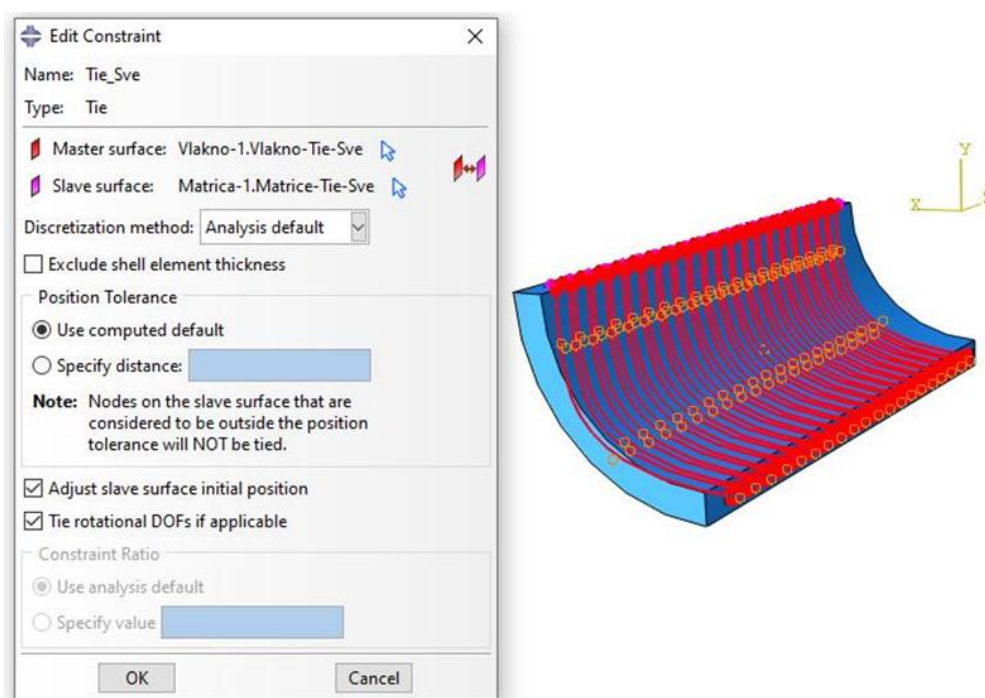 Edit Constraint
Name: Tie_Sve
Type: Tie
Master surface: Vlakno-1.Vlakno-Tie-Sve
Slave surface: Matrica-1.Matrice-Tie-Sve
Discretization method: Analysis default
Exclude shell element thickness
Position Tolerance
Use computed default
Specify distance:
Note: Nodes on the slave surface that are
considered to be outside the position
tolerance will NOT be tied.
Adjust slave surface initial position
Tie rotational DOFs if applicable
Constraint Ratio
Use analysis default
Specify value
OK Cancel
Y
X